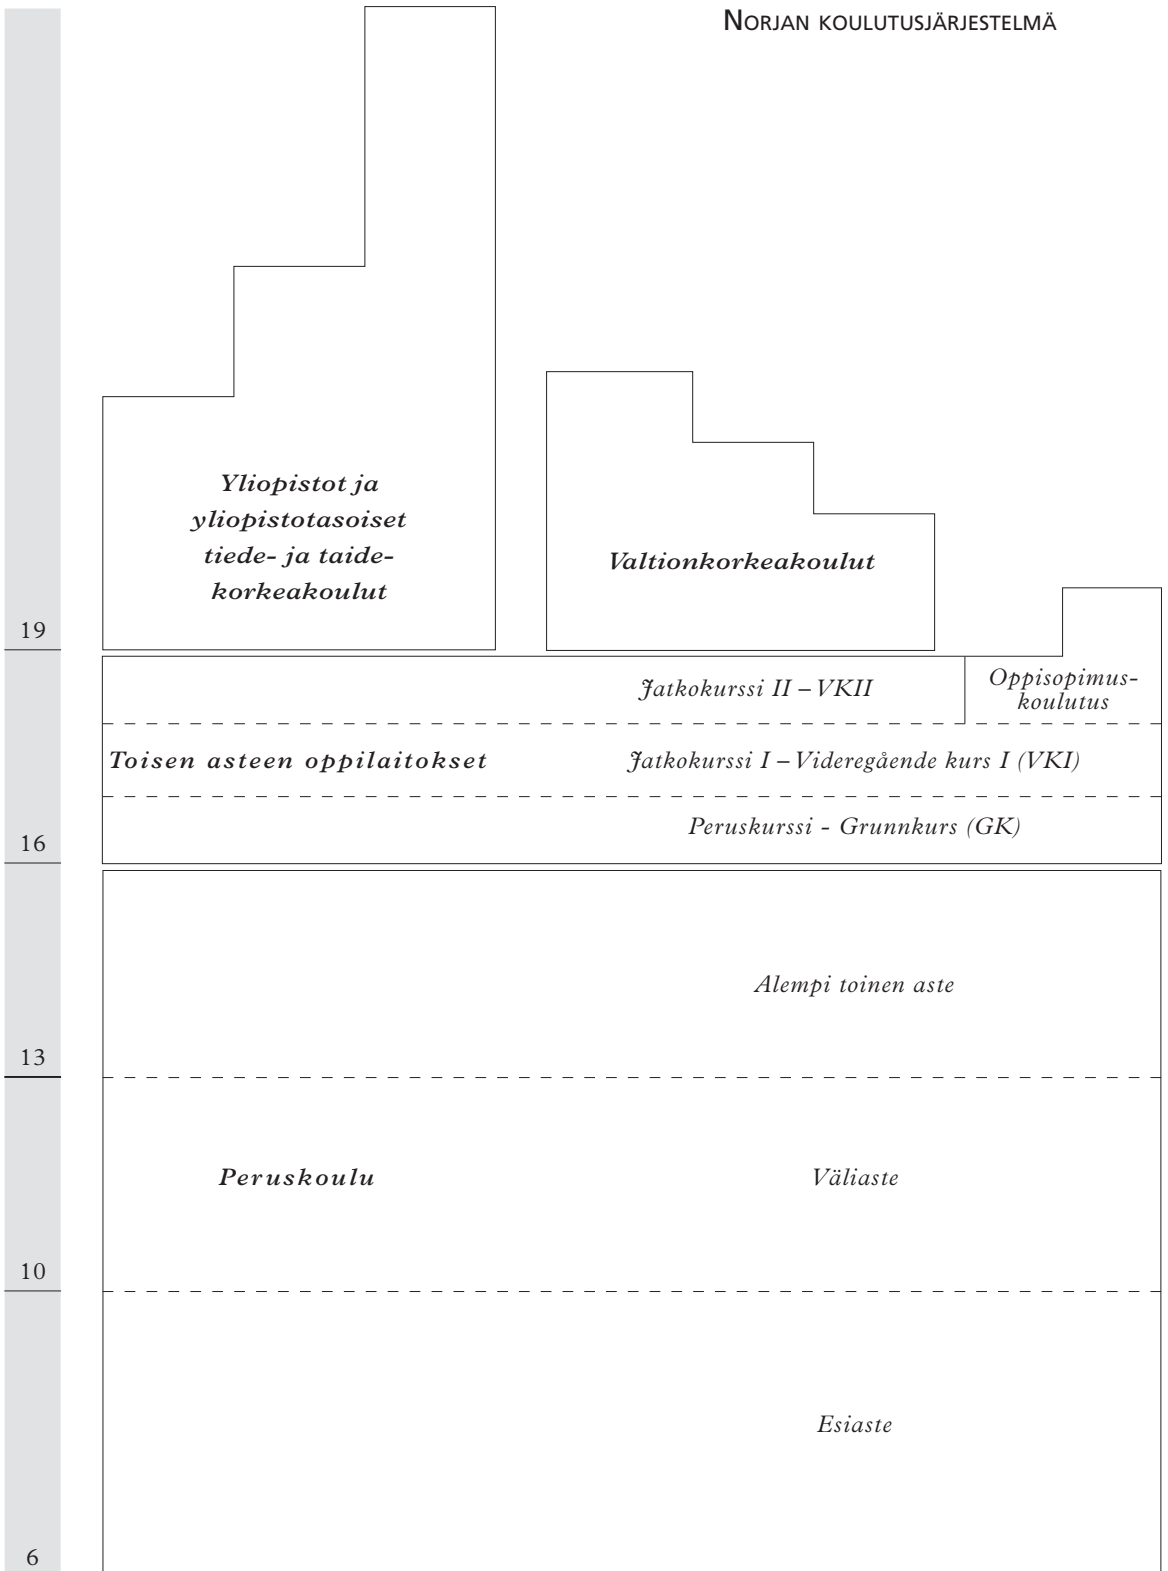 NORJAN KOULUTUSJÄRJESTELMÄ
Yliopistot ja
yliopistotasoiset
tiede- ja taide-
korkeakoulut
Valtionkorkeakoulut
19
Jatkokurssi II – VKII
Oppisopimus-
koulutus
Toisen asteen oppilaitokset
Jatkokurssi I – Videregående kurs I (VKI)
Peruskurssi - Grunnkurs (GK)
16
Alempi toinen aste
13
Peruskoulu
Väliaste
10
Esiaste
6